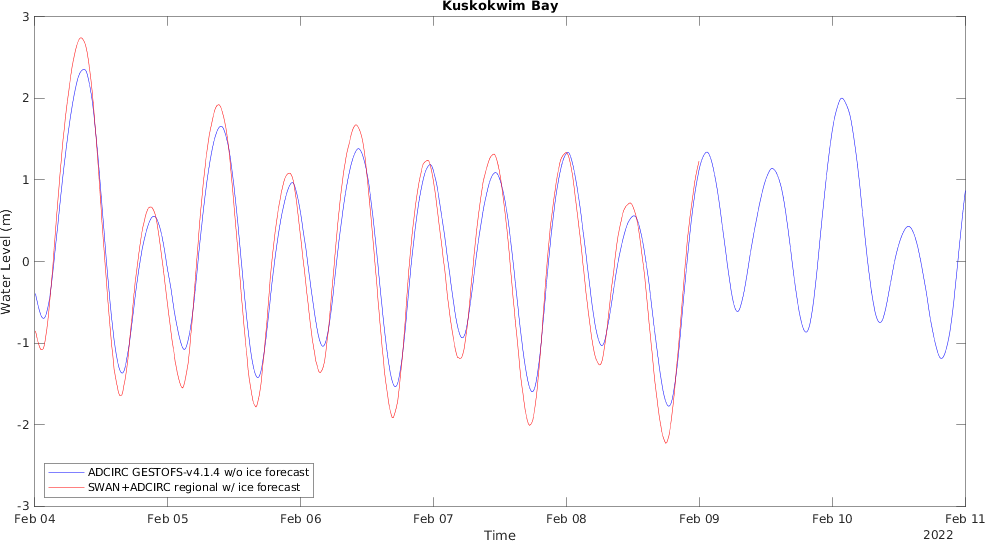 Kuskokwim Bay
3
2
1
0
-1
-2
-3
Water Level (m)
ADCIRC GESTOFS-v4.1.4 w/o ice forecast
SWAN+ADCIRC regional w/ ice forecast
Feb 04 Feb 05 Feb 06 Feb 07 Feb 08 Feb 09 Feb 10 Feb 11
Time
2022